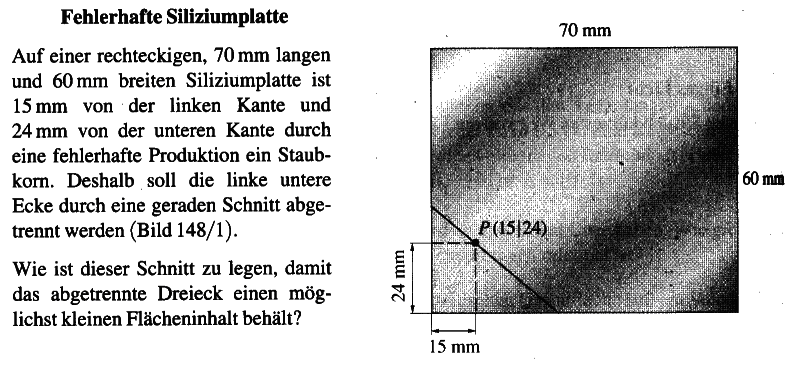 Fehlerhafte Siliziumplatte
Auf einer rechteckigen, 70 mm langen
und 60 mm breiten Siliziumplatte ist
15 mm von der linken Kante und
24 mm von der unteren Kante durch
eine fehlerhafte Produktion ein Staub-
korn. Deshalb soll die linke untere
Ecke durch eine geraden Schnitt abge-
trennt werden (Bild 148/1).
Wie ist dieser Schnitt zu legen, damit
das abgetrennte Dreieck einen mög-
lichst kleinen Flächeninhalt behält?
70 mm
60 mm
P(15|24)
24 mm
15 mm